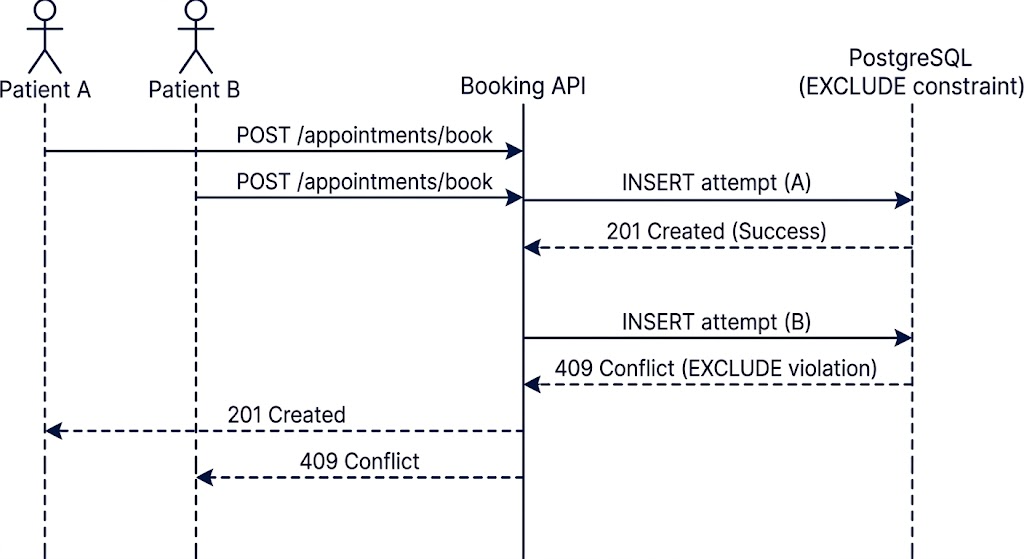 Patient A
Patient B
Booking API
PostgreSQL
(EXCLUDE constraint)
POST /appointments/book
POST /appointments/book
INSERT attempt (A)
201 Created (Success)
INSERT attempt (B)
409 Conflict (EXCLUDE violation)
201 Created
409 Conflict